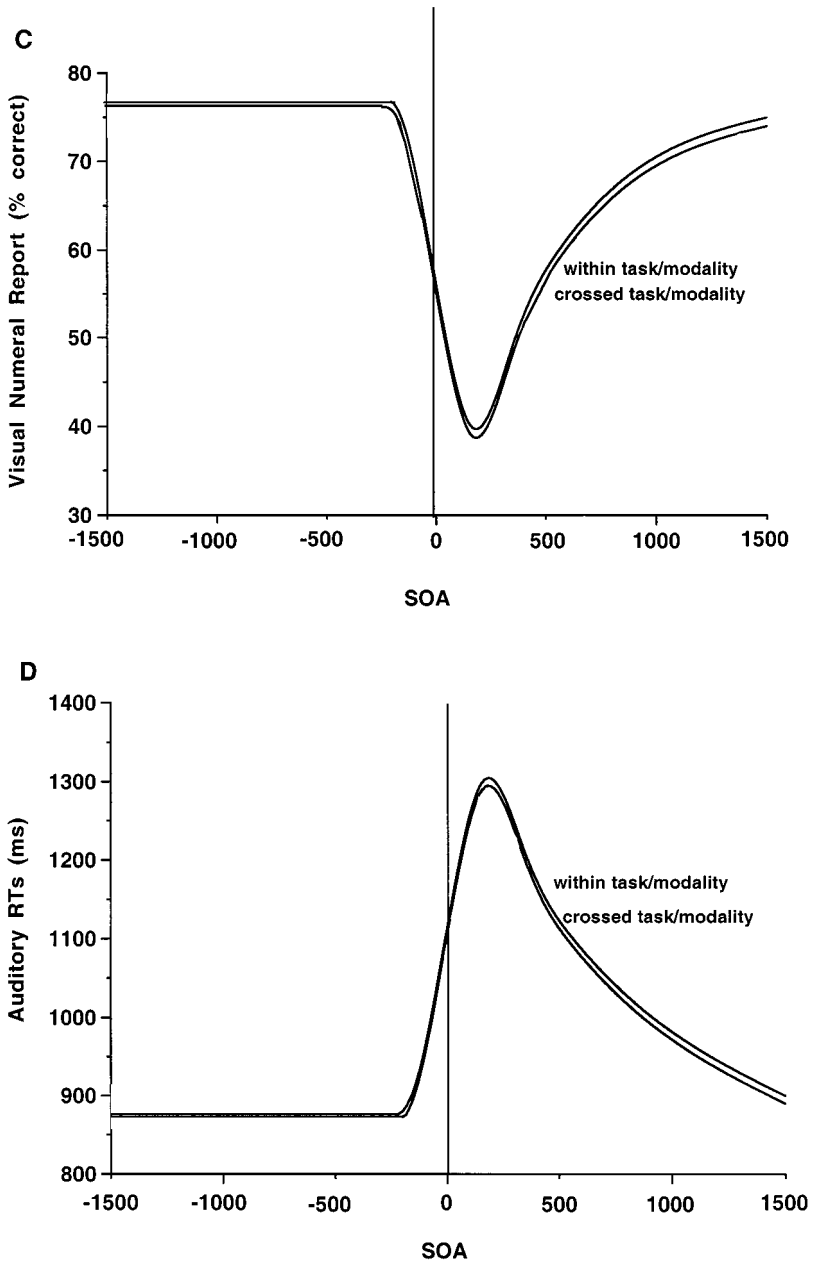 C
Visual Numeral Report (% correct)
80
70
60
50
40
30
within task/modality
crossed task/modality
-1500 -1000 -500 0 500 1000 1500
SOA
D
Auditory RTs (ms)
1400
1300
1200
1100
1000
900
800
within task/modality
crossed task/modality
-1500 -1000 -500 0 500 1000 1500
SOA